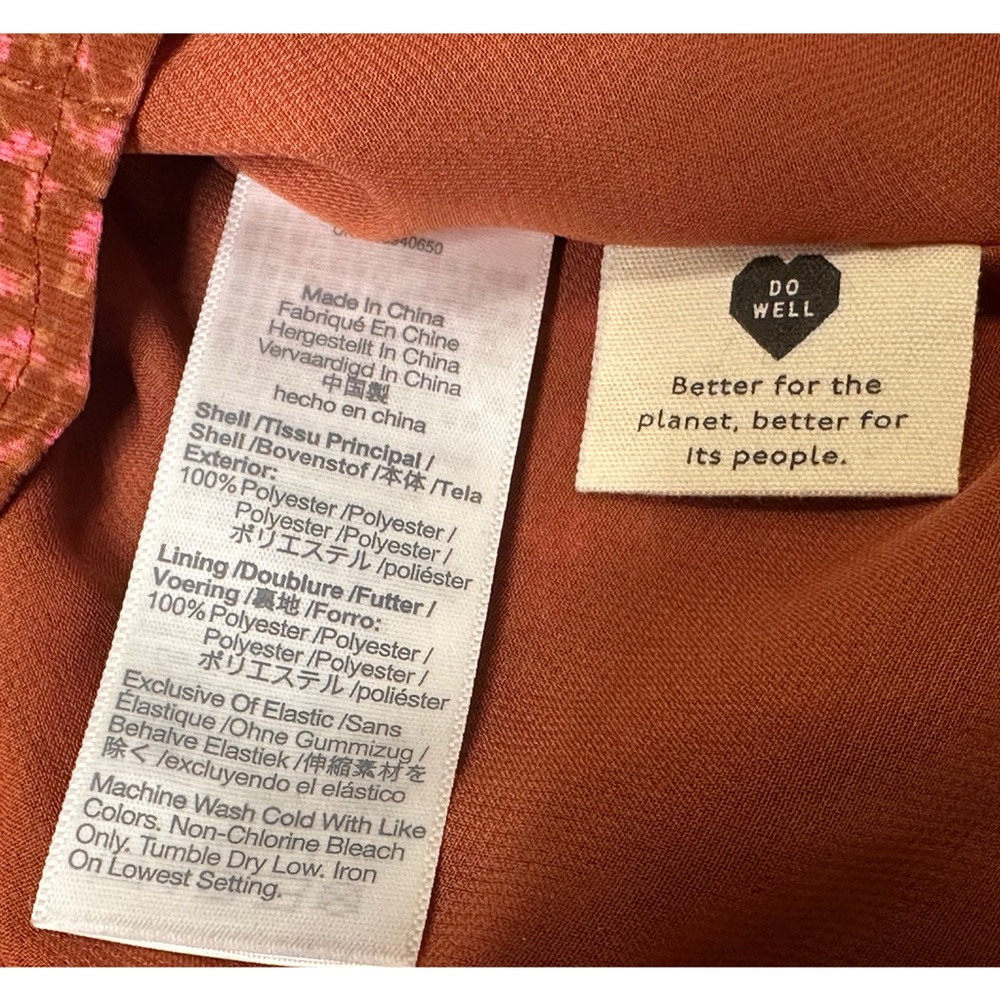 40650
Made In China
Fabriqué En Chine
Hergestellt In China
Vervaardigd In China
中国製
hecho en china
Shell /Tissu Principal /
Shell /Bovenstof /本体 /Tela
Exterior:
100% Polyester /Polyester /
Polyester /Polyester /
ポリエステル /poliéster
Lining /Doublure /Futter /
Voering /裏地 /Forro:
100% Polyester /Polyester /
Polyester /Polyester /
ポリエステル /poliéster
Exclusive Of Elastic /Sans
Élastique /Ohne Gummizug /
Behalve Elastiek /伸縮素材を
除く /excluyendo el elástico
Machine Wash Cold With Like
Colors. Non-Chlorine Bleach
Only. Tumble Dry Low. Iron
On Lowest Setting.
DO
WELL
Better for the
planet, better for
its people.